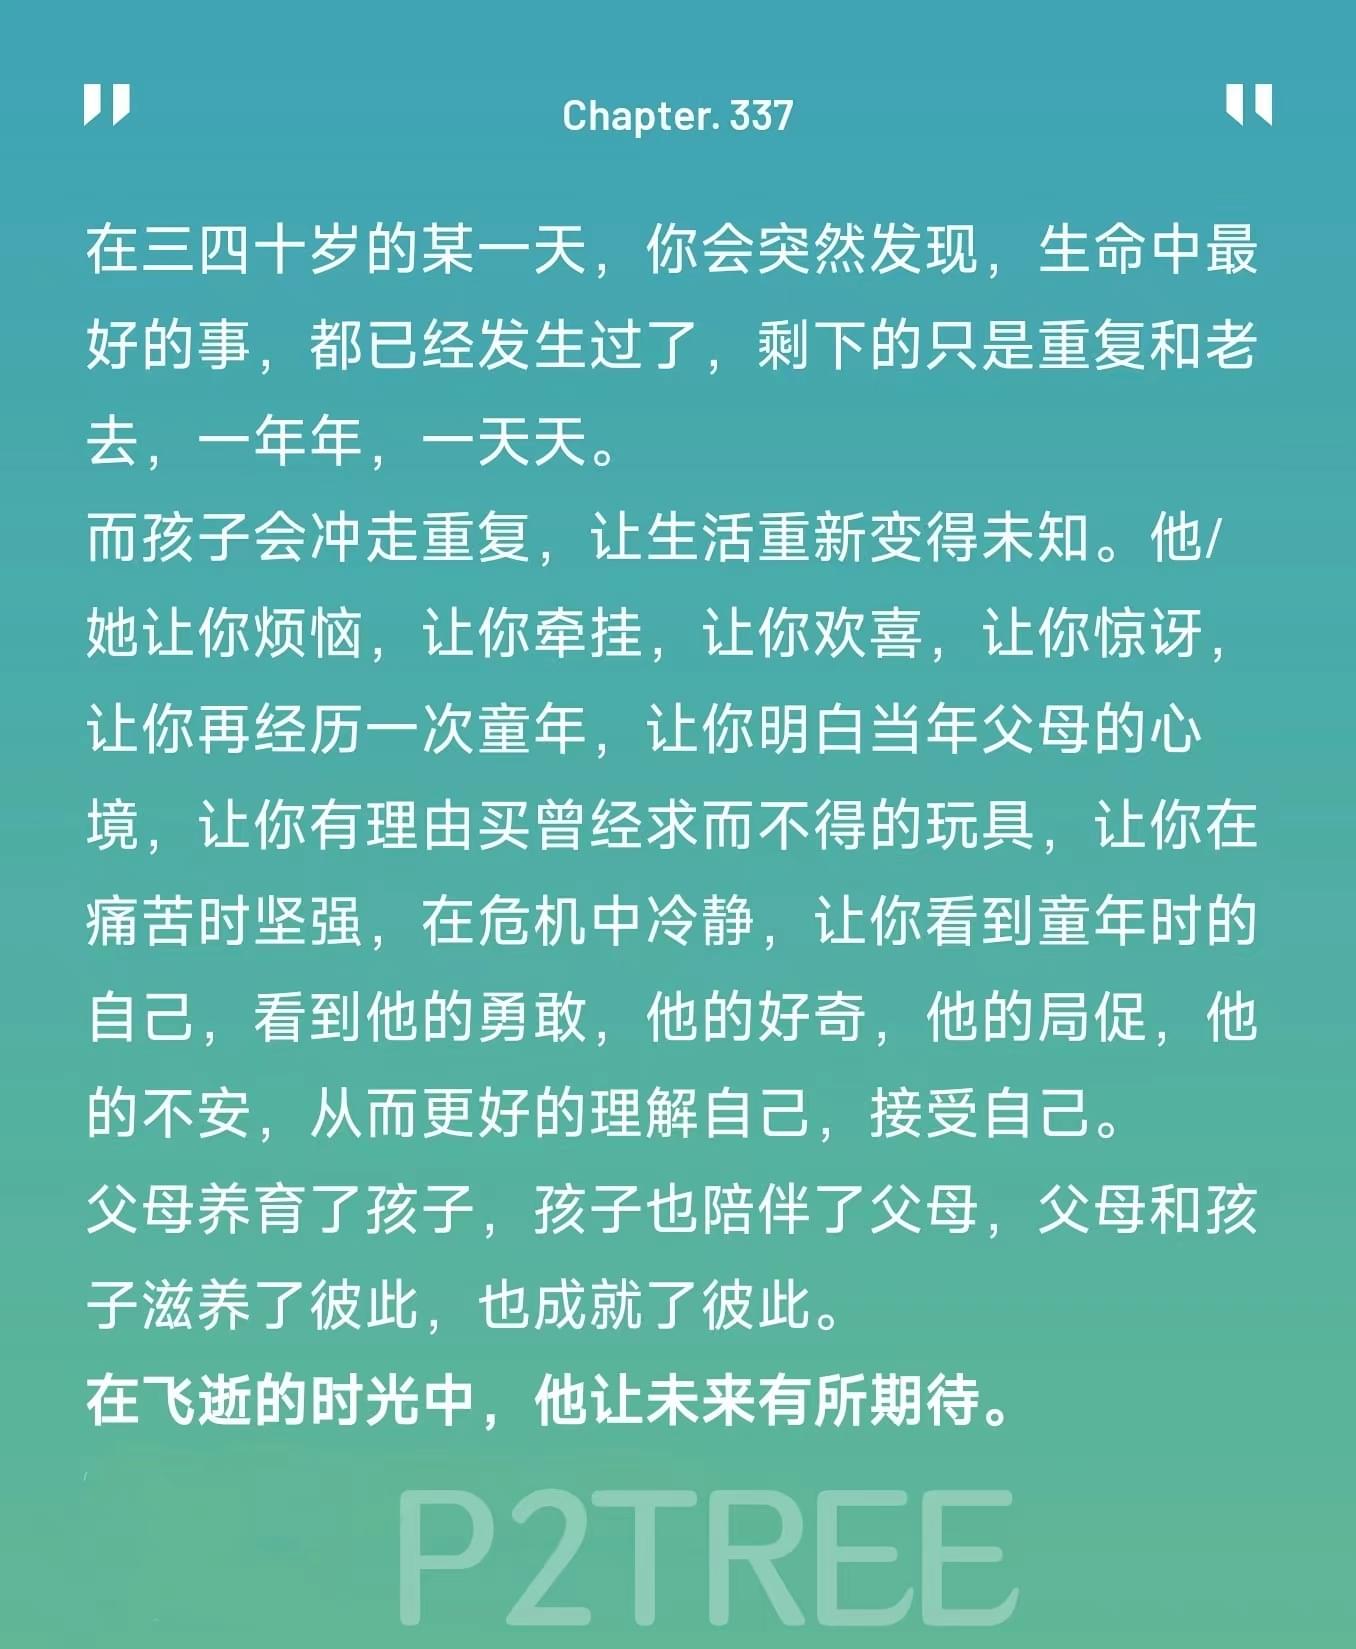 Chapter. 337
在三四十岁的某一天，你会突然发现，生命中最
好的事，都已经发生过了，剩下的只是重复和老
去，一年年，一天天。
而孩子会冲走重复，让生活重新变得未知。他/
她让你烦恼，让你牵挂，让你欢喜，让你惊讶，
让你再经历一次童年，让你明白当年父母的心
境，让你有理由买曾经求而不得的玩具，让你在
痛苦时坚强，在危机中冷静，让你看到童年时的
自己，看到他的勇敢，他的好奇，他的局促，他
的不安，从而更好的理解自己，接受自己。
父母养育了孩子，孩子也陪伴了父母，父母和孩
子滋养了彼此，也成就了彼此。
在飞逝的时光中，他让未来有所期待。
P2TREE